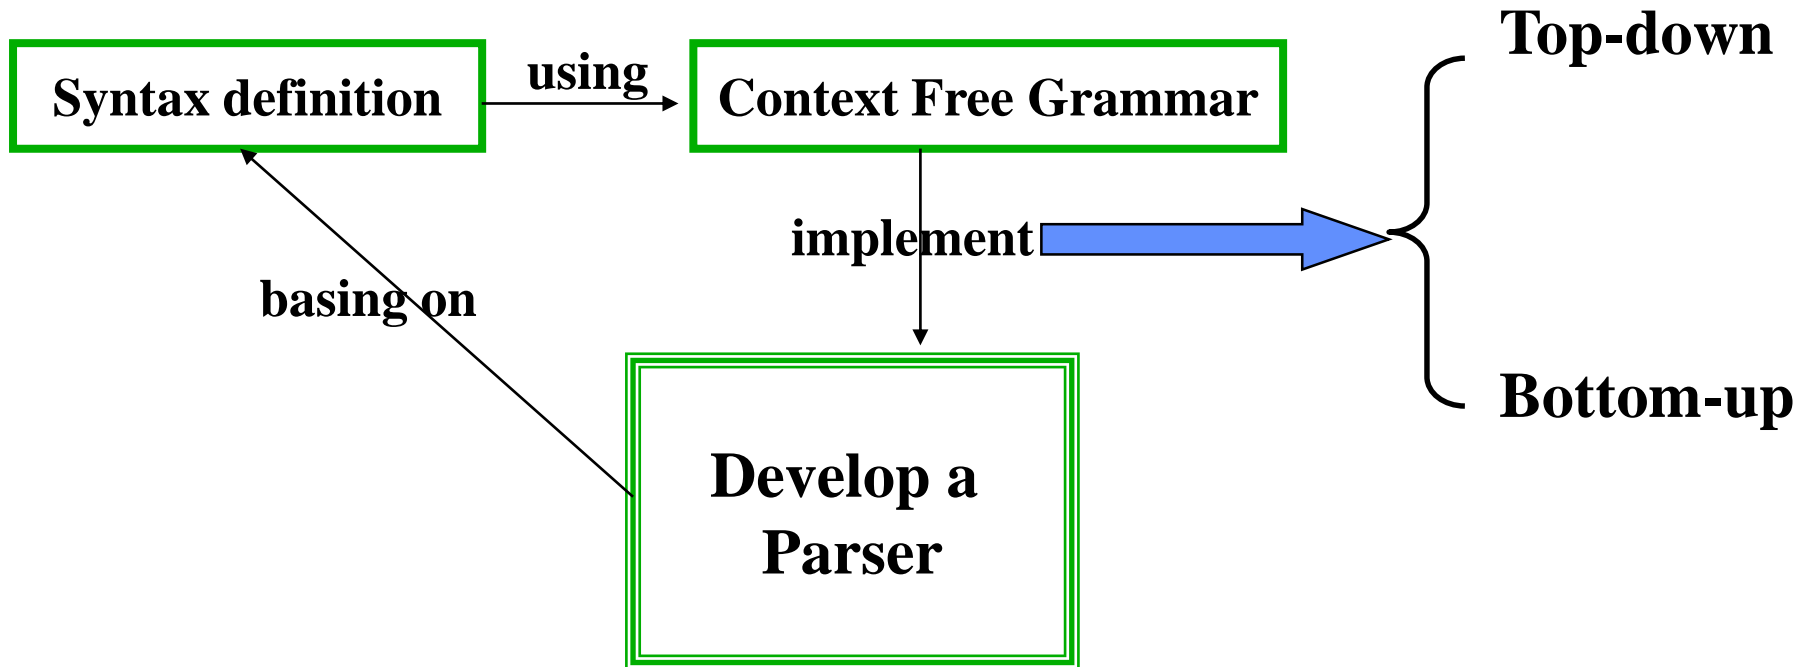 Top-down
Syntax definition
using
Context Free Grammar
implement
basing on
Bottom-up
Develop a
Parser